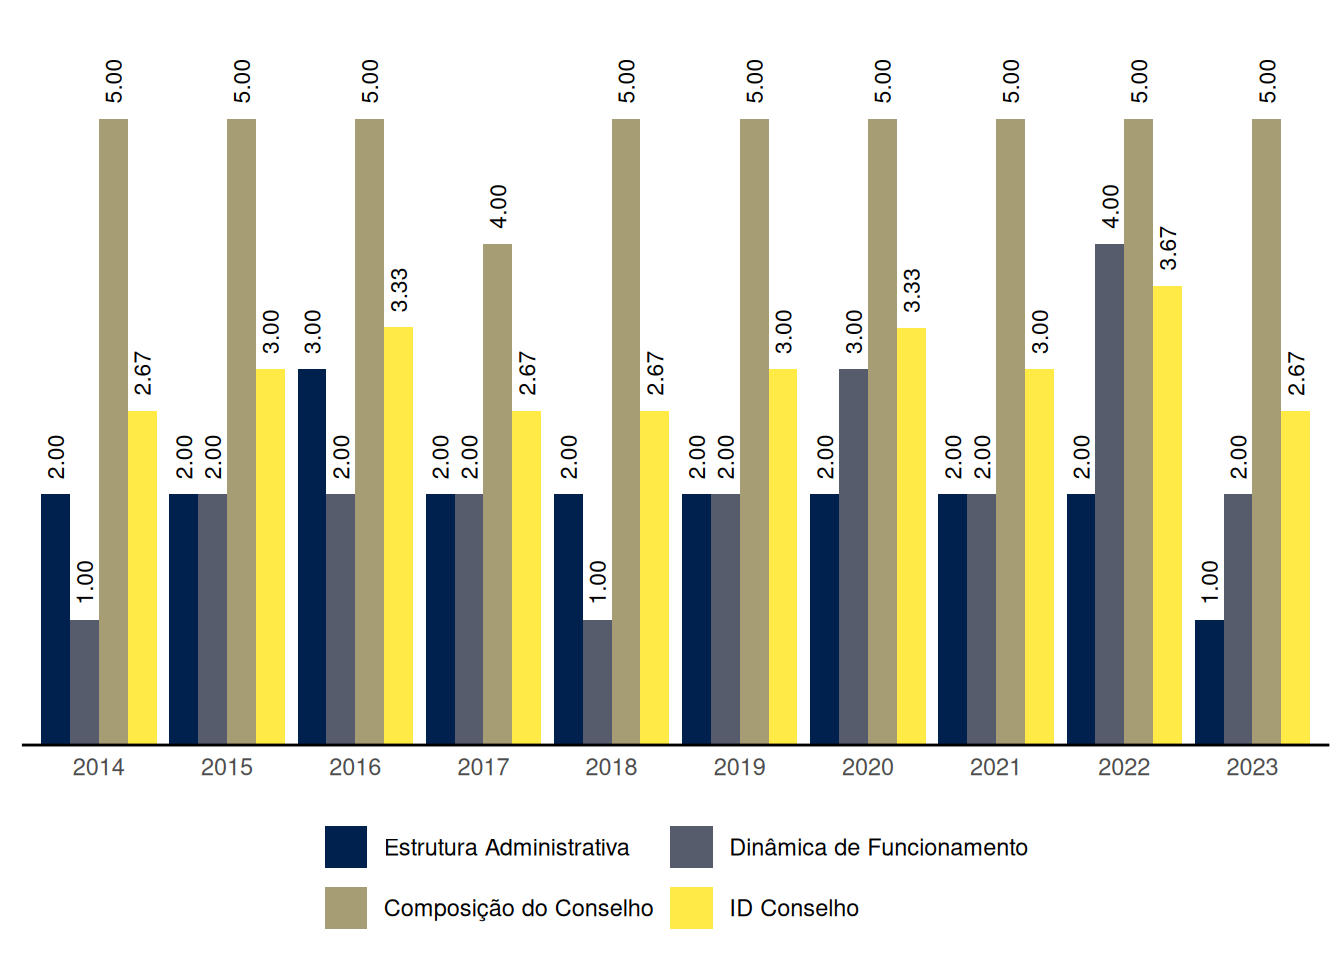 5.00 5.00 5.00 5.00 5.00 5.00 5.00 5.00 5.00
4.00 4.00
3.67
3.33 3.33
3.00 3.00 3.00 3.00 3.00
2.67 2.67 2.67 2.67
2.00 2.00 2.00 2.00 2.00 2.00 2.00 2.00 2.00 2.00 2.00 2.00 2.00 2.00 2.00
1.00 1.00 1.00
2014 2015 2016 2017 2018 2019 2020 2021 2022 2023
Estrutura Administrativa Dinâmica de Funcionamento
Composição do Conselho ID Conselho